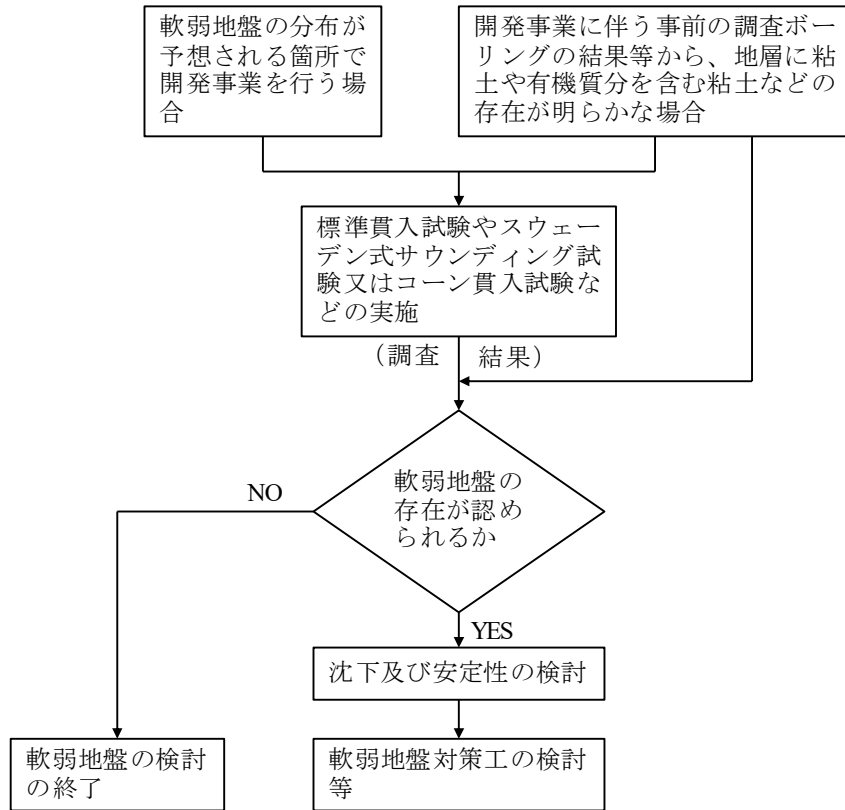 軟弱地盤の分布が
予想される箇所で
開発事業を行う場
合
開発事業に伴う事前の調査ボー
リングの結果等から、地層に粘
土や有機質分を含む粘土などの
存在が明らかな場合
標準貫入試験やスウェー
デン式サウンディング試
験又はコーン貫入試験な
どの実施
（調査 結果）
軟弱地盤の
存在が認め
られるか
NO
YES
沈下及び安定性の検討
軟弱地盤の検討
の終了
軟弱地盤対策工の検討
等